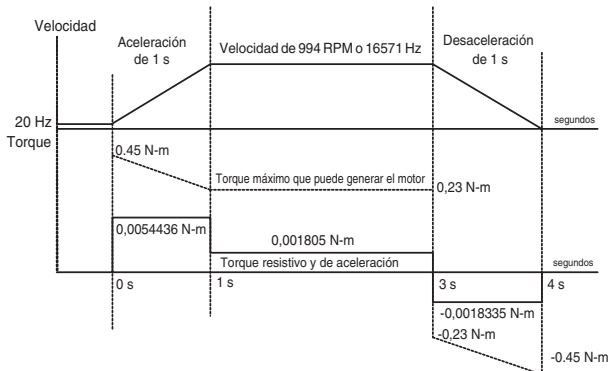 Velocidad
Aceleración
de 1 s
Velocidad de 994 RPM o 16571 Hz
Desaceleración
de 1 s
20 Hz
segundos
Torque
0.45 N-m
Torque máximo que puede generar el motor
0,23 N-m
0,0054436 N-m
0,001805 N-m
Torque resistivo y de aceleración
segundos
0 s
1 s
3 s
4 s
-0,0018335 N-m
-0,23 N-m
-0.45 N-m